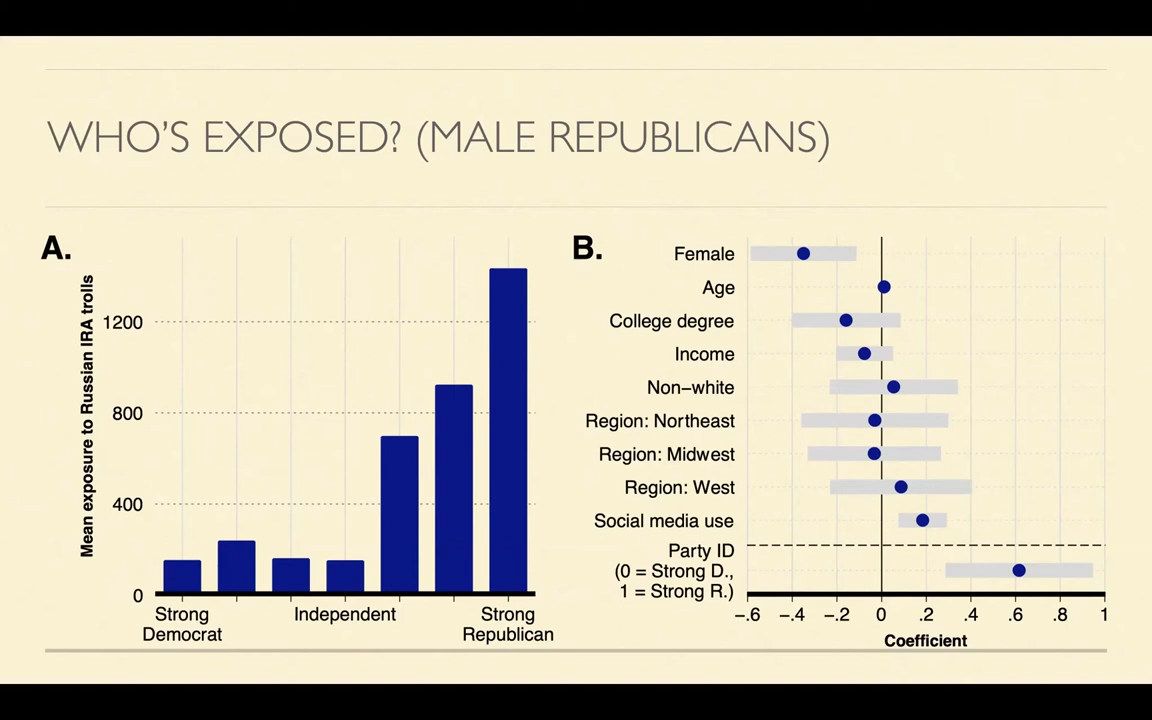 WHO'S EXPOSED? (MALE REPUBLICANS)
A.
Mean exposure to Russian IRA trolls
1200
800
400
0
Strong
Democrat
Independent
Strong
Republican
B.
Female
Age
College degree
Income
Non–white
Region: Northeast
Region: Midwest
Region: West
Social media use
Party ID
(0 = Strong D.,
1 = Strong R.)
–.6 –.4 –.2 0 .2 .4 .6 .8 1
Coefficient